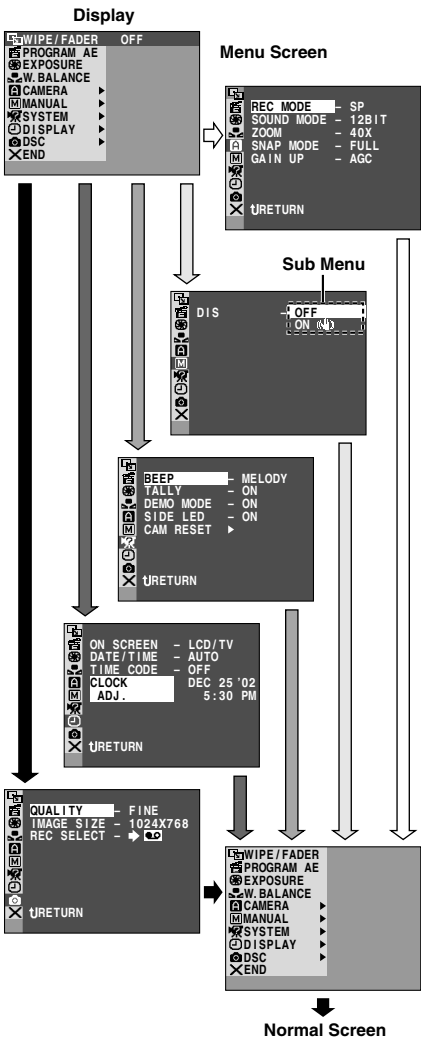 Display
WIPE/FADER OFF
PROGRAM AE
EXPOSURE
W. BALANCE
CAMERA
MANUAL
SYSTEM
DISPLAY
DSC
END
Menu Screen
REC MODE – SP
SOUND MODE – 12BIT
ZOOM – 40X
SNAP MODE – FULL
GAIN UP – AGC
RETURN
Sub Menu
DIS – OFF
ON
BEEP – MELODY
TALLY – ON
DEMO MODE – ON
SIDE LED – ON
CAM RESET
RETURN
ON SCREEN – LCD/TV
DATE/TIME – AUTO
TIME CODE – OFF
CLOCK DEC 25 '02
ADJ. 5:30 PM
RETURN
QUALITY – FINE
IMAGE SIZE – 1024X768
REC SELECT –
RETURN
WIPE/FADER
PROGRAM AE
EXPOSURE
W. BALANCE
CAMERA
MANUAL
SYSTEM
DISPLAY
DSC
END
Normal Screen